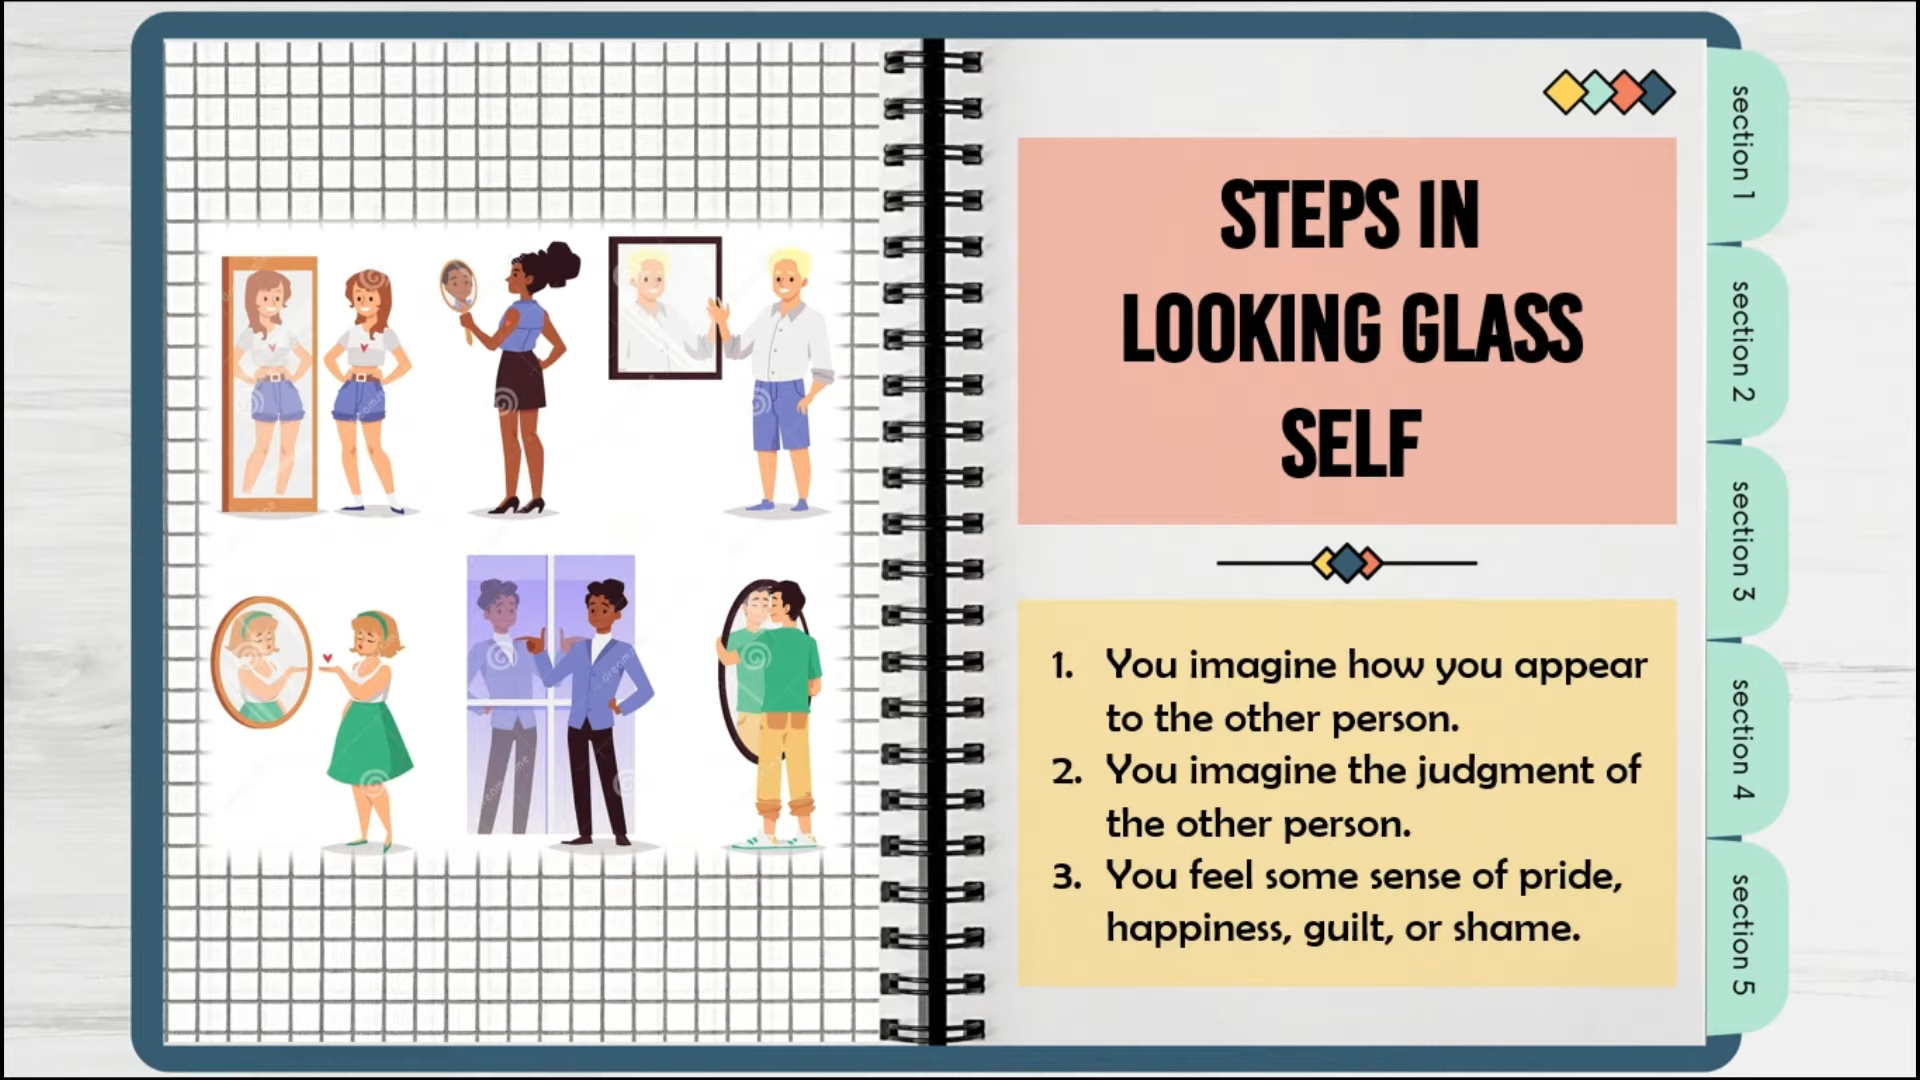 STEPS IN
LOOKING GLASS
SELF
1. You imagine how you appear
to the other person.
2. You imagine the judgment of
the other person.
3. You feel some sense of pride,
happiness, guilt, or shame.
section 1
section 2
section 3
section 4
section 5